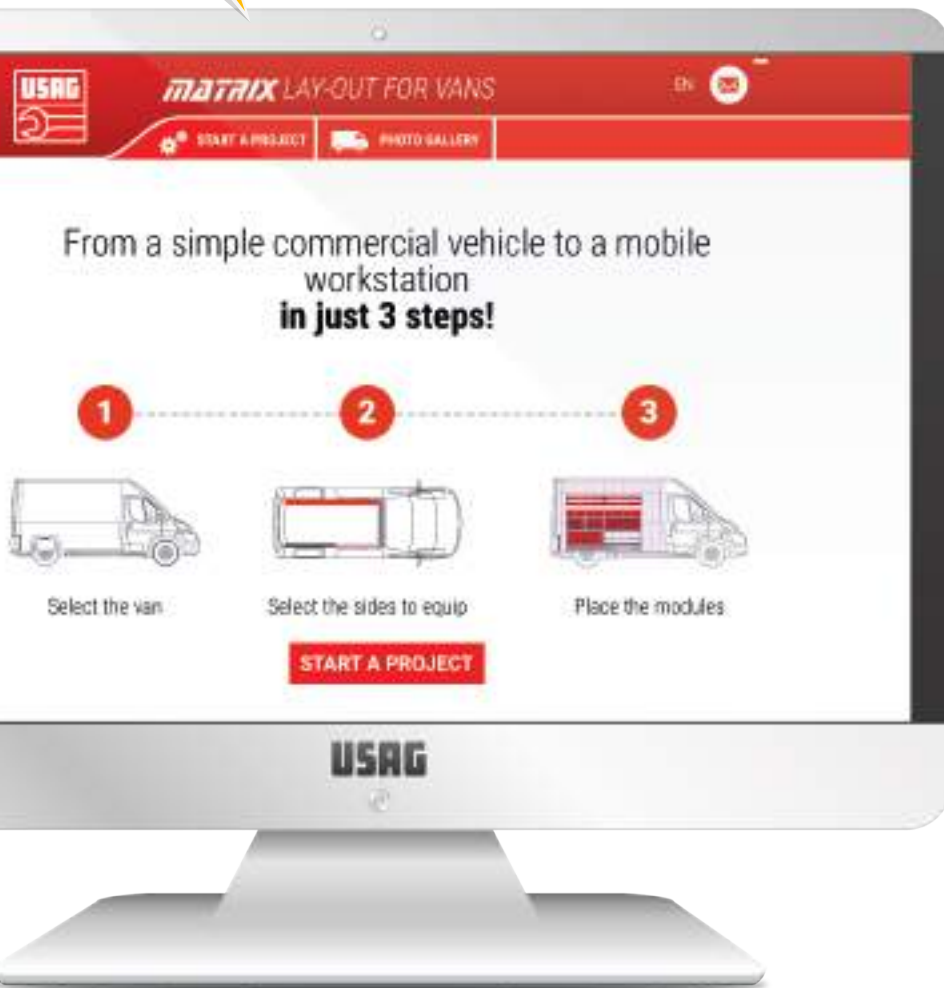 USAG
MATRIX LAY-OUT FOR VANS
EN
START A PROJECT
PHOTO GALLERY
From a simple commercial vehicle to a mobile
workstation
in just 3 steps!
1
2
3
Select the van
Select the sides to equip
Place the modules
START A PROJECT
USAG